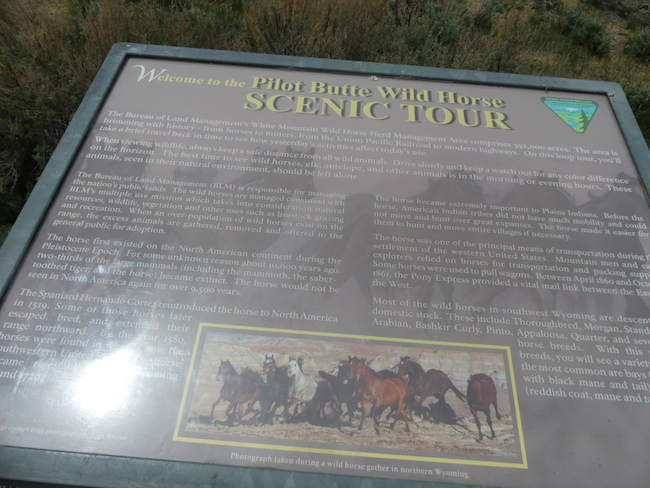 Welcome to the Pilot Butte Wild Horse
SCENIC TOUR
The Bureau of Land Management's White Mountain Wild Horse Herd Management Area comprises 392,000 acres. The area is
brimming with history - from horses to miners, from the Union Pacific Railroad to modern highways. On this loop tour, you'll
take a brief travel back in time to see how yesterday's activities affect today's use.
When viewing wildlife, always keep a safe distance from all wild animals. Drive slowly and keep a watch out for any color difference
on the horizon. The best time to see wild horses, elk, antelope, and other animals is in the morning or evening hours. These
animals, seen in their natural environment, should be left alone.
The Bureau of Land Management (BLM) is responsible for managing
the nation's public lands. The wild horses are managed consistent with
BLM's multiple use mission which takes into consideration natural
resources, wildlife, vegetation and other uses such as livestock grazing
and recreation. When an over-population of wild horses exist on the
range, the excess animals are gathered, removed and offered to the
general public for adoption.
The horse first existed on the North American continent during the
Pleistocene Epoch. For some unknown reason about 10,000 years ago,
two-thirds of the large mammals (including the mammoth, the saber-
toothed tiger, and the horse) became extinct. The horse would not be
seen in North America again for over 9,500 years.
The Spaniard Hernando Cortez reintroduced the horse to North America
in 1519. Some of those horses later
escaped, bred, and extended their
range northward. By the year 1580,
horses were found in
southwestern United
came
and 1720
The horse became extremely important to Plains Indians. Before the
horse, American Indian tribes did not have much mobility and could
not move and hunt over great expanses. The horse made it easier for
them to hunt and move entire villages if necessary.
The horse was one of the principal means of transportation during
settlement of the western United States. Mountain men and
explorers relied on horses for transportation and packing
Some horses were used to pull wagons. Between April 1860 and Octo
1861, the Pony Express provided a vital mail link between the Eas
the West.
Most of the wild horses in southwest Wyoming are descen
domestic stock. These include Thoroughbred, Morgan, Stand
Arabian, Bashkir Curly, Pinto, Appaloosa, Quarter, and sev
horse breeds. With this
breeds, you will see a variet
the most common are bays
with black mane and tail)
(reddish coat, mane and ta
Photograph taken during a wild horse gather in northern Wyoming